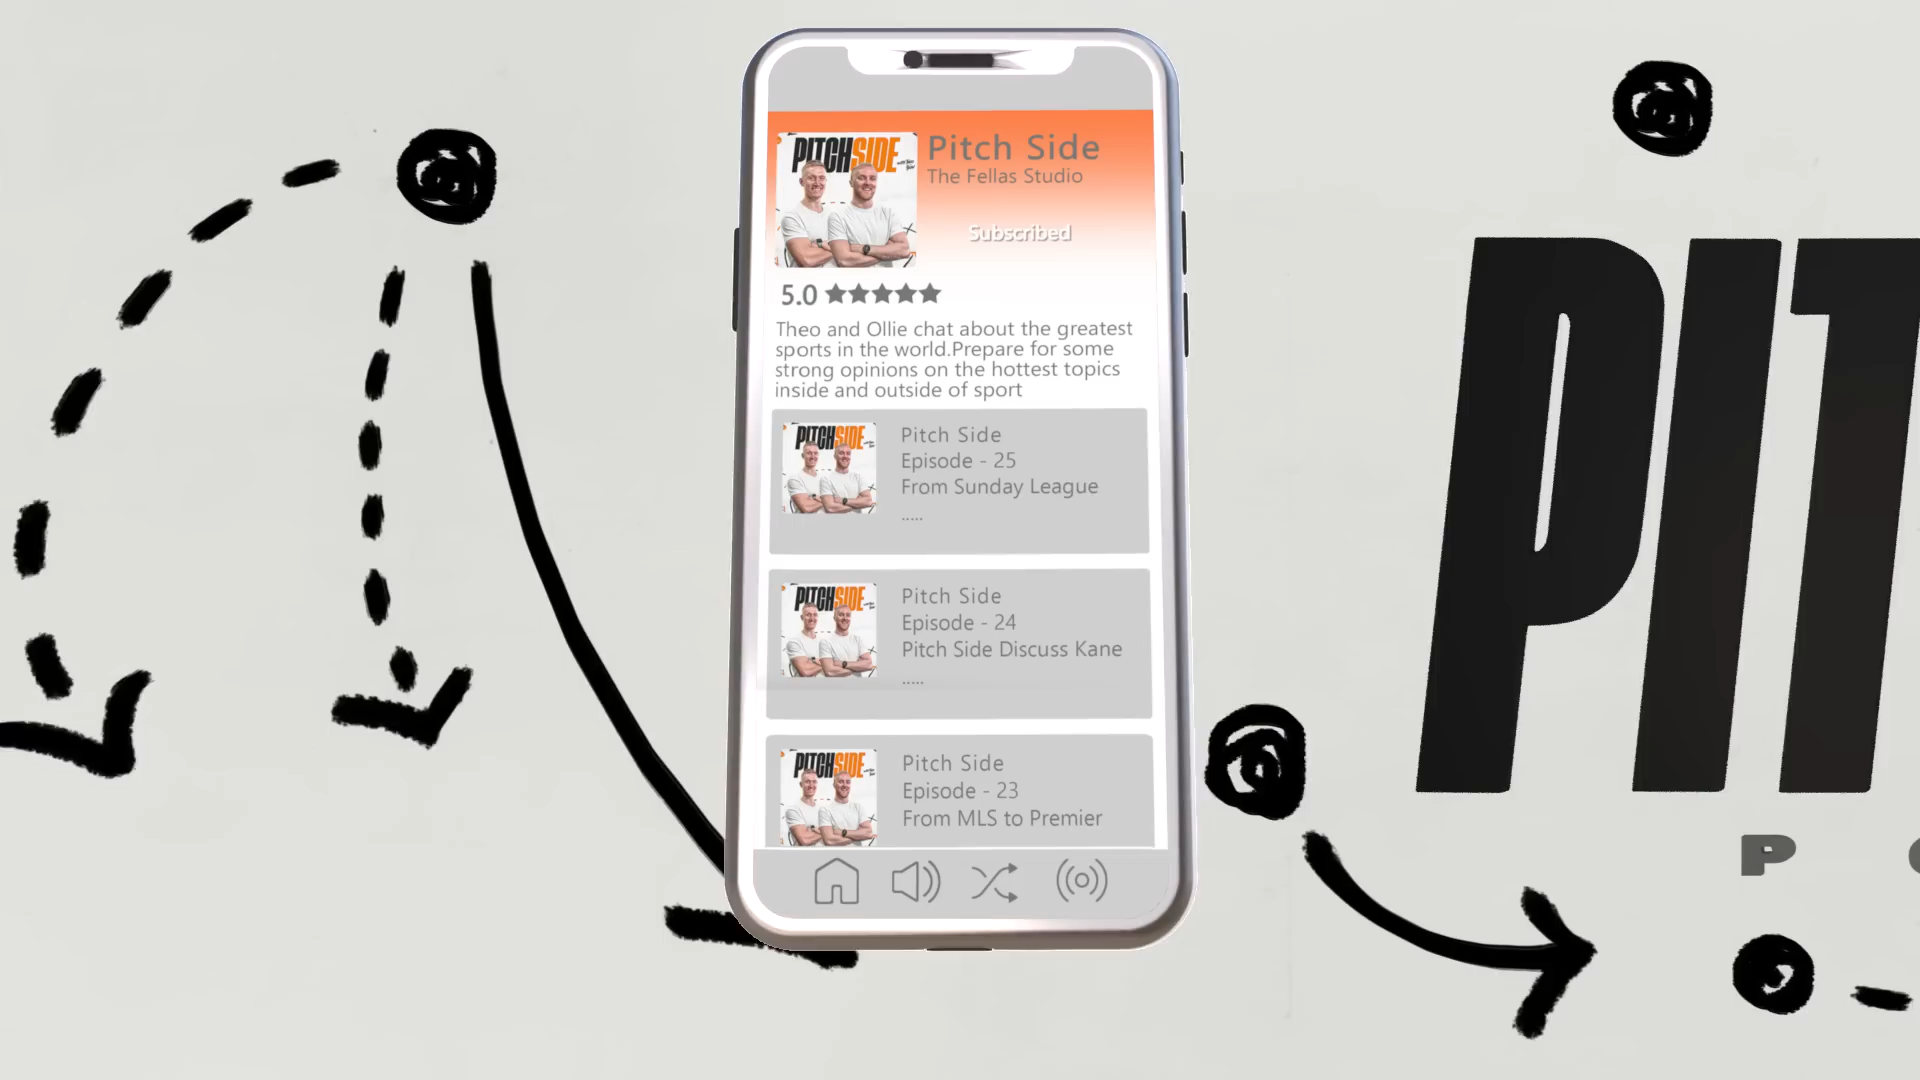 PITCHSIDE
Pitch Side
The Fellas Studio
Subscribed
5.0 ★★★★★
Theo and Ollie chat about the greatest
sports in the world.Prepare for some
strong opinions on the hottest topics
inside and outside of sport
PITCHSIDE
Pitch Side
Episode - 25
From Sunday League
.....
PITCHSIDE
Pitch Side
Episode - 24
Pitch Side Discuss Kane
.....
PITCHSIDE
Pitch Side
Episode - 23
From MLS to Premier
PIT
P